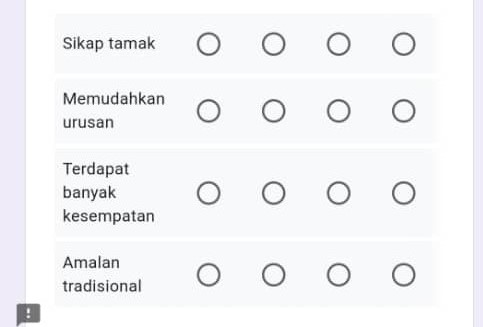 Sikap tamak
Memudahkan
urusan
Terdapat
banyak
kesempatan
Amalan
tradisional
!